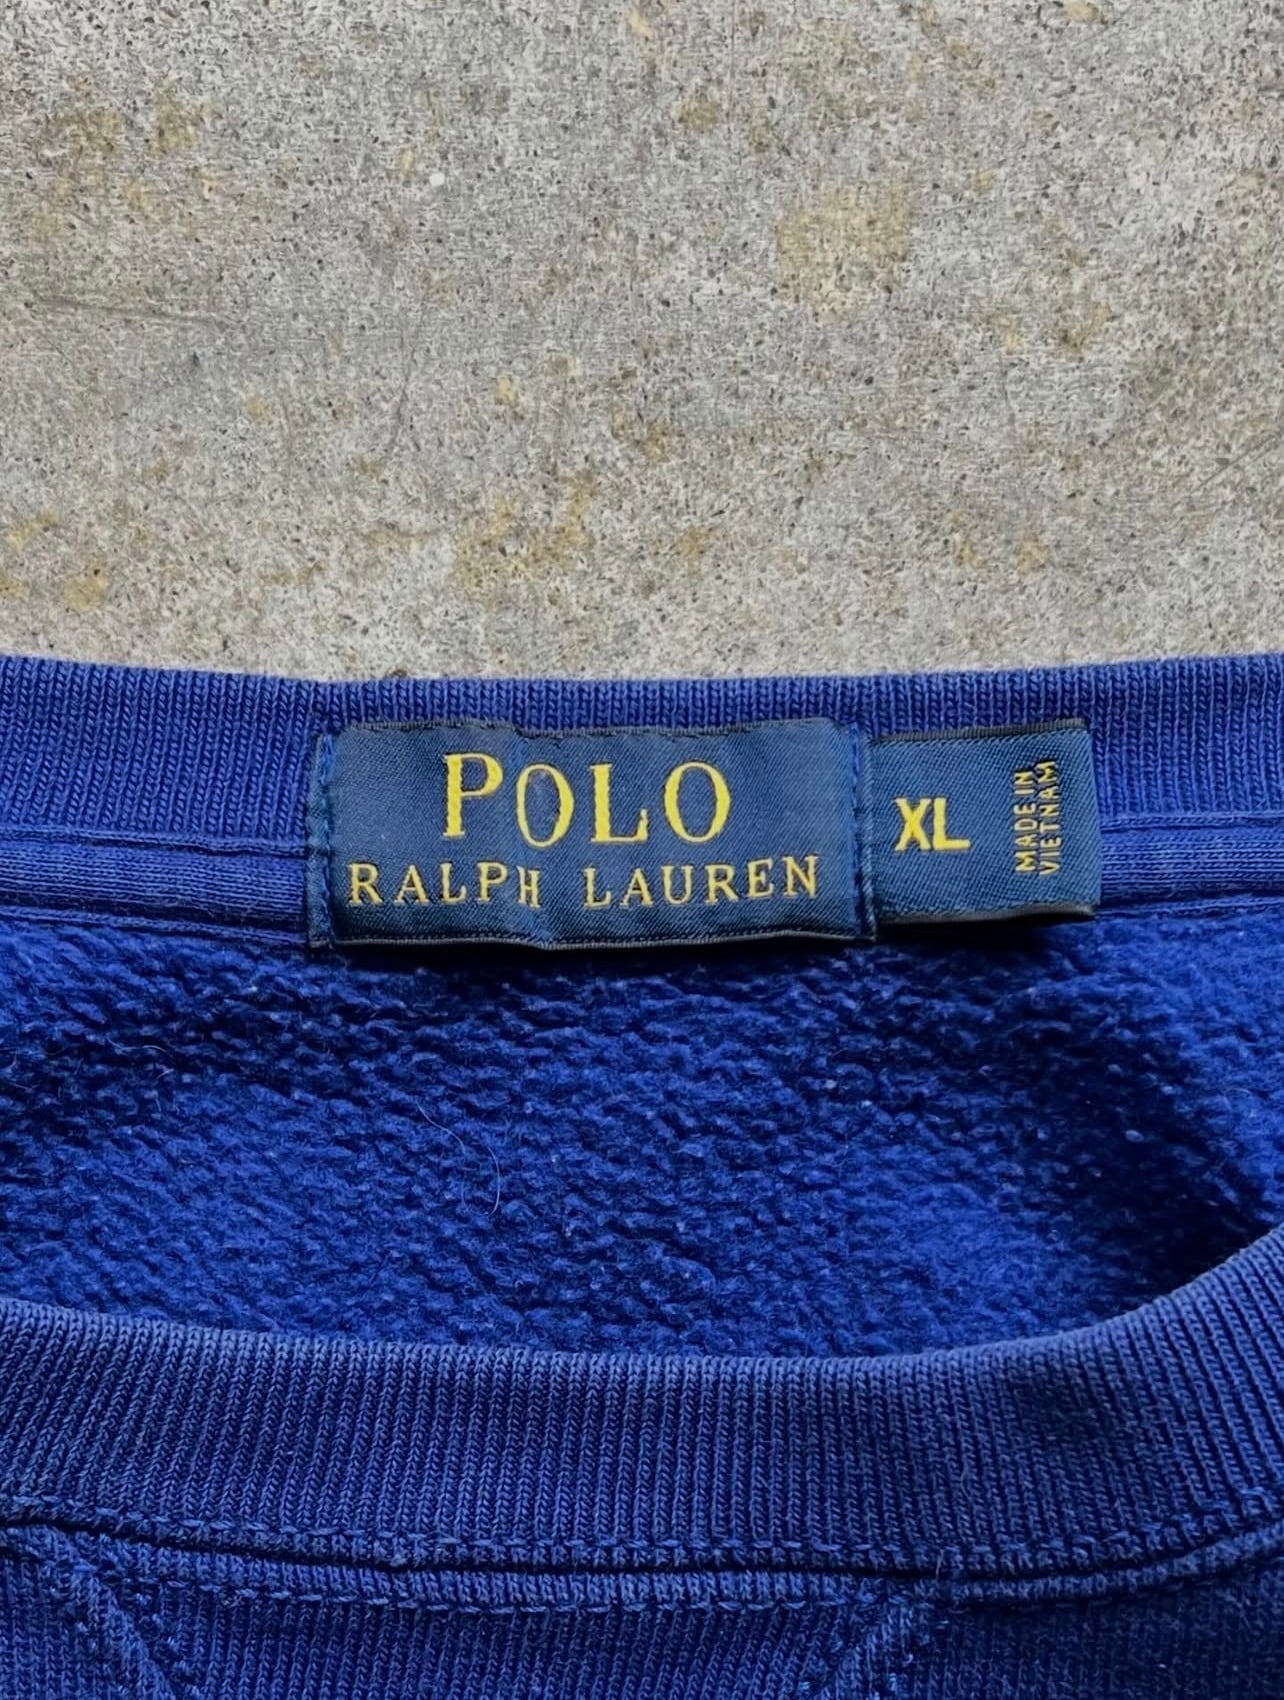 POLO
RALPH LAUREN
XL
MADE IN
VIETNAM